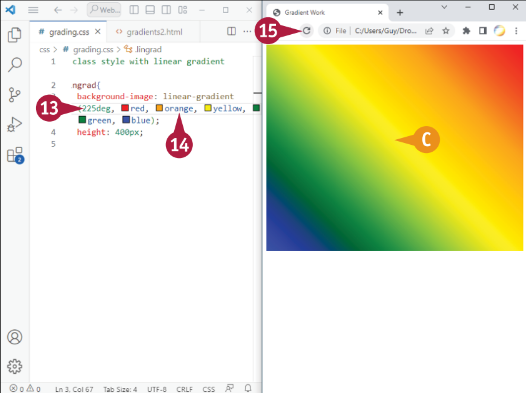 Web...
# grading.css
<> gradients2.html
css > # grading.css > .lingrad
1 class style with linear gradient
2 ngrad{
3 background-image: linear-gradient
(225deg, red, orange, yellow,
green, blue);
4 height: 400px;
5
2
0 0 Ln 3, Col 67 Tab Size: 4 UTF-8 CRLF CSS
13
14
Gradient Work
15
File C:/Users/Guy/Dro...
C